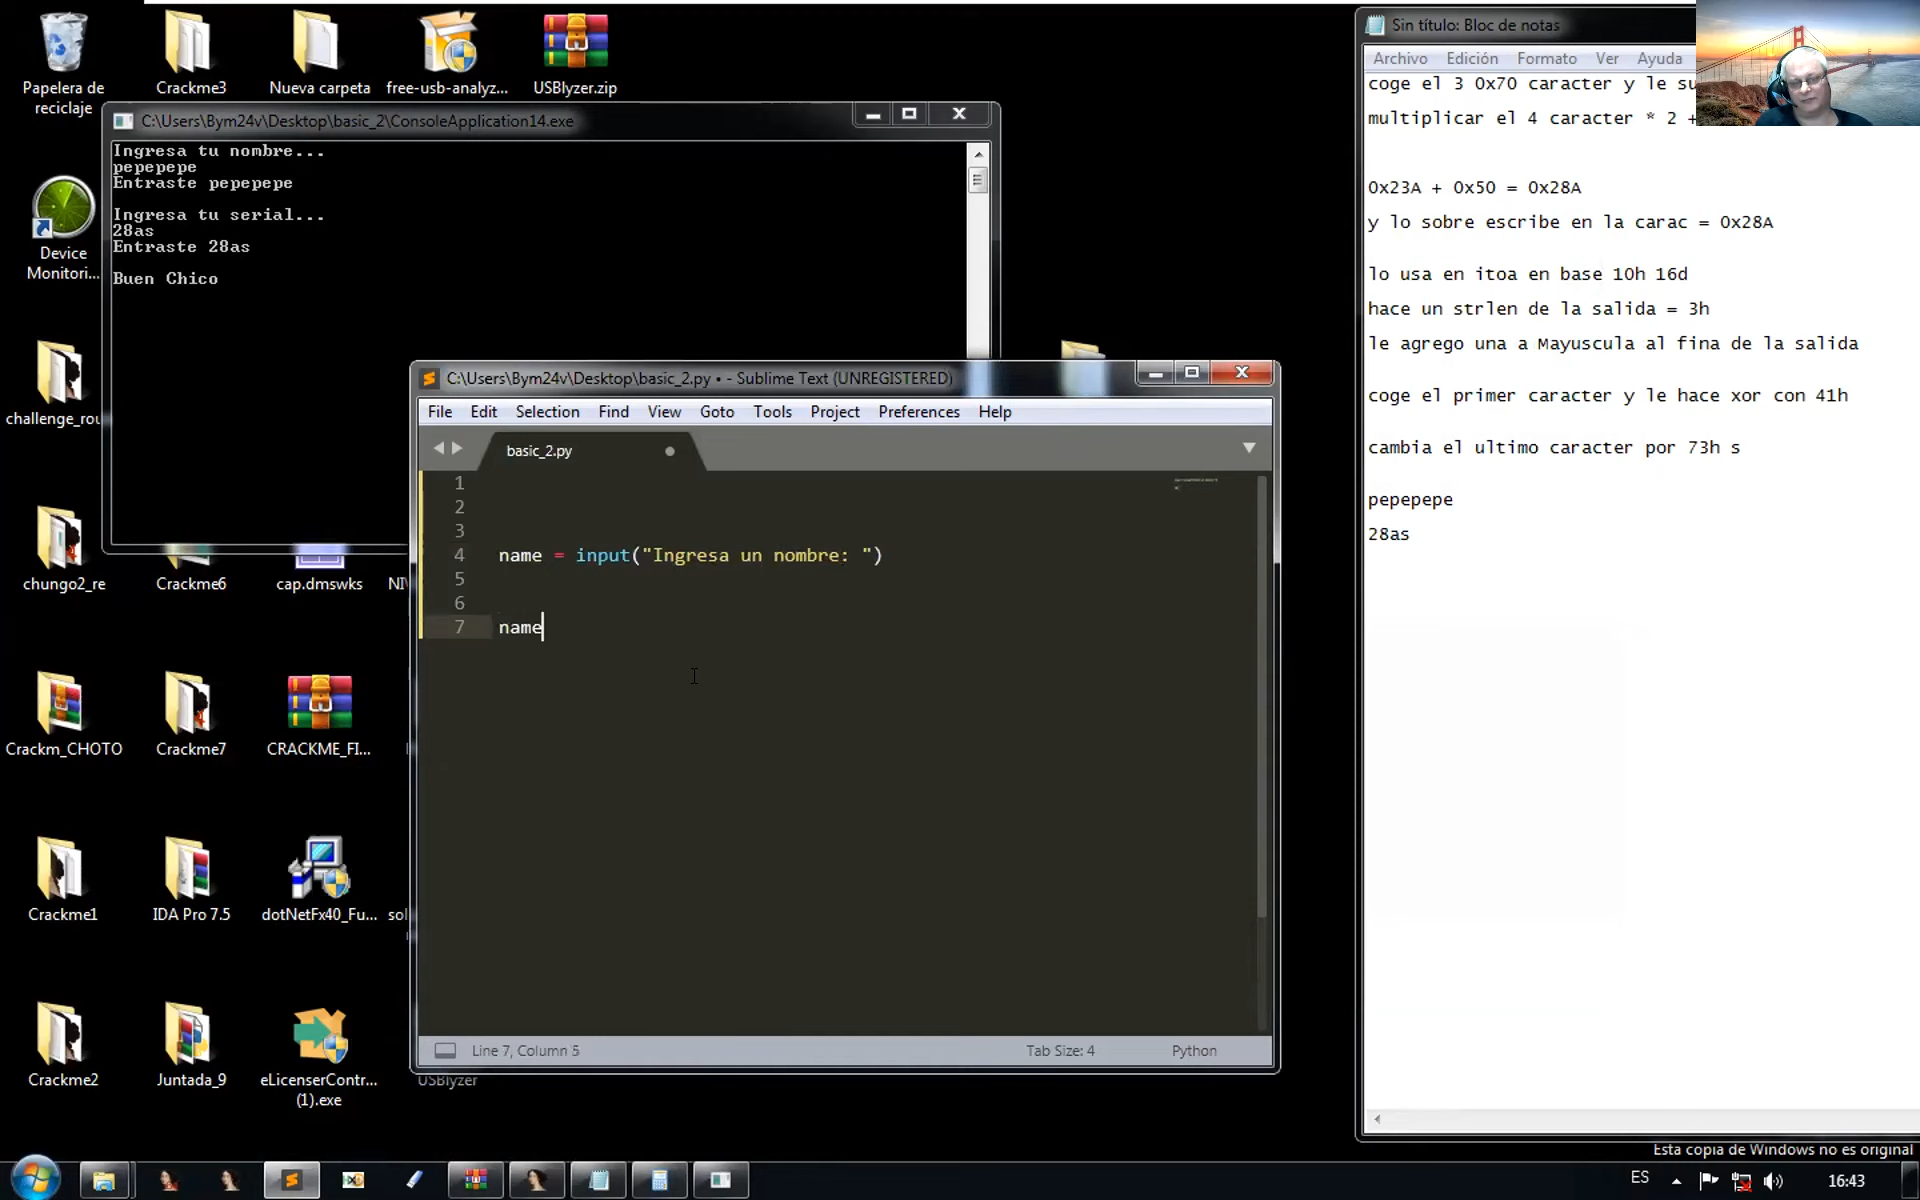 Papelera de
reciclaje
Crackme3
Nueva carpeta
free-usb-analyz...
USBlyzer.zip
C:\Users\Bym24v\Desktop\basic_2\ConsoleApplication14.exe
Ingresa tu nombre...
pepepepe
Entraste pepepepe
Ingresa tu serial...
28as
Entraste 28as
Buen Chico
Device
Monitori...
challenge_rou
chungo2_re
Crackme6
cap.dmswks
Crackm_CHOTO
Crackme7
CRACKME_FI...
Crackme1
IDA Pro 7.5
dotNetFx40_Fu...
sol
Crackme2
Juntada_9
eLicenserContr...
(1).exe
USBlyzer
C:\Users\Bym24v\Desktop\basic_2.py • - Sublime Text (UNREGISTERED)
File Edit Selection Find View Goto Tools Project Preferences Help
basic_2.py
1
2
3
4 name = input("Ingresa un nombre: ")
5
6
7 name
Line 7, Column 5
Tab Size: 4
Python
Sin título: Bloc de notas
Archivo Edición Formato Ver Ayuda
coge el 3 0x70 caracter y le su
multiplicar el 4 caracter * 2 +
0x23A + 0x50 = 0x28A
y lo sobre escribe en la carac = 0x28A
lo usa en itoa en base 10h 16d
hace un strlen de la salida = 3h
le agrego una a Mayuscula al fina de la salida
coge el primer caracter y le hace xor con 41h
cambia el ultimo caracter por 73h s
pepepepe
28as
Esta copia de Windows no es original
ES
16:43